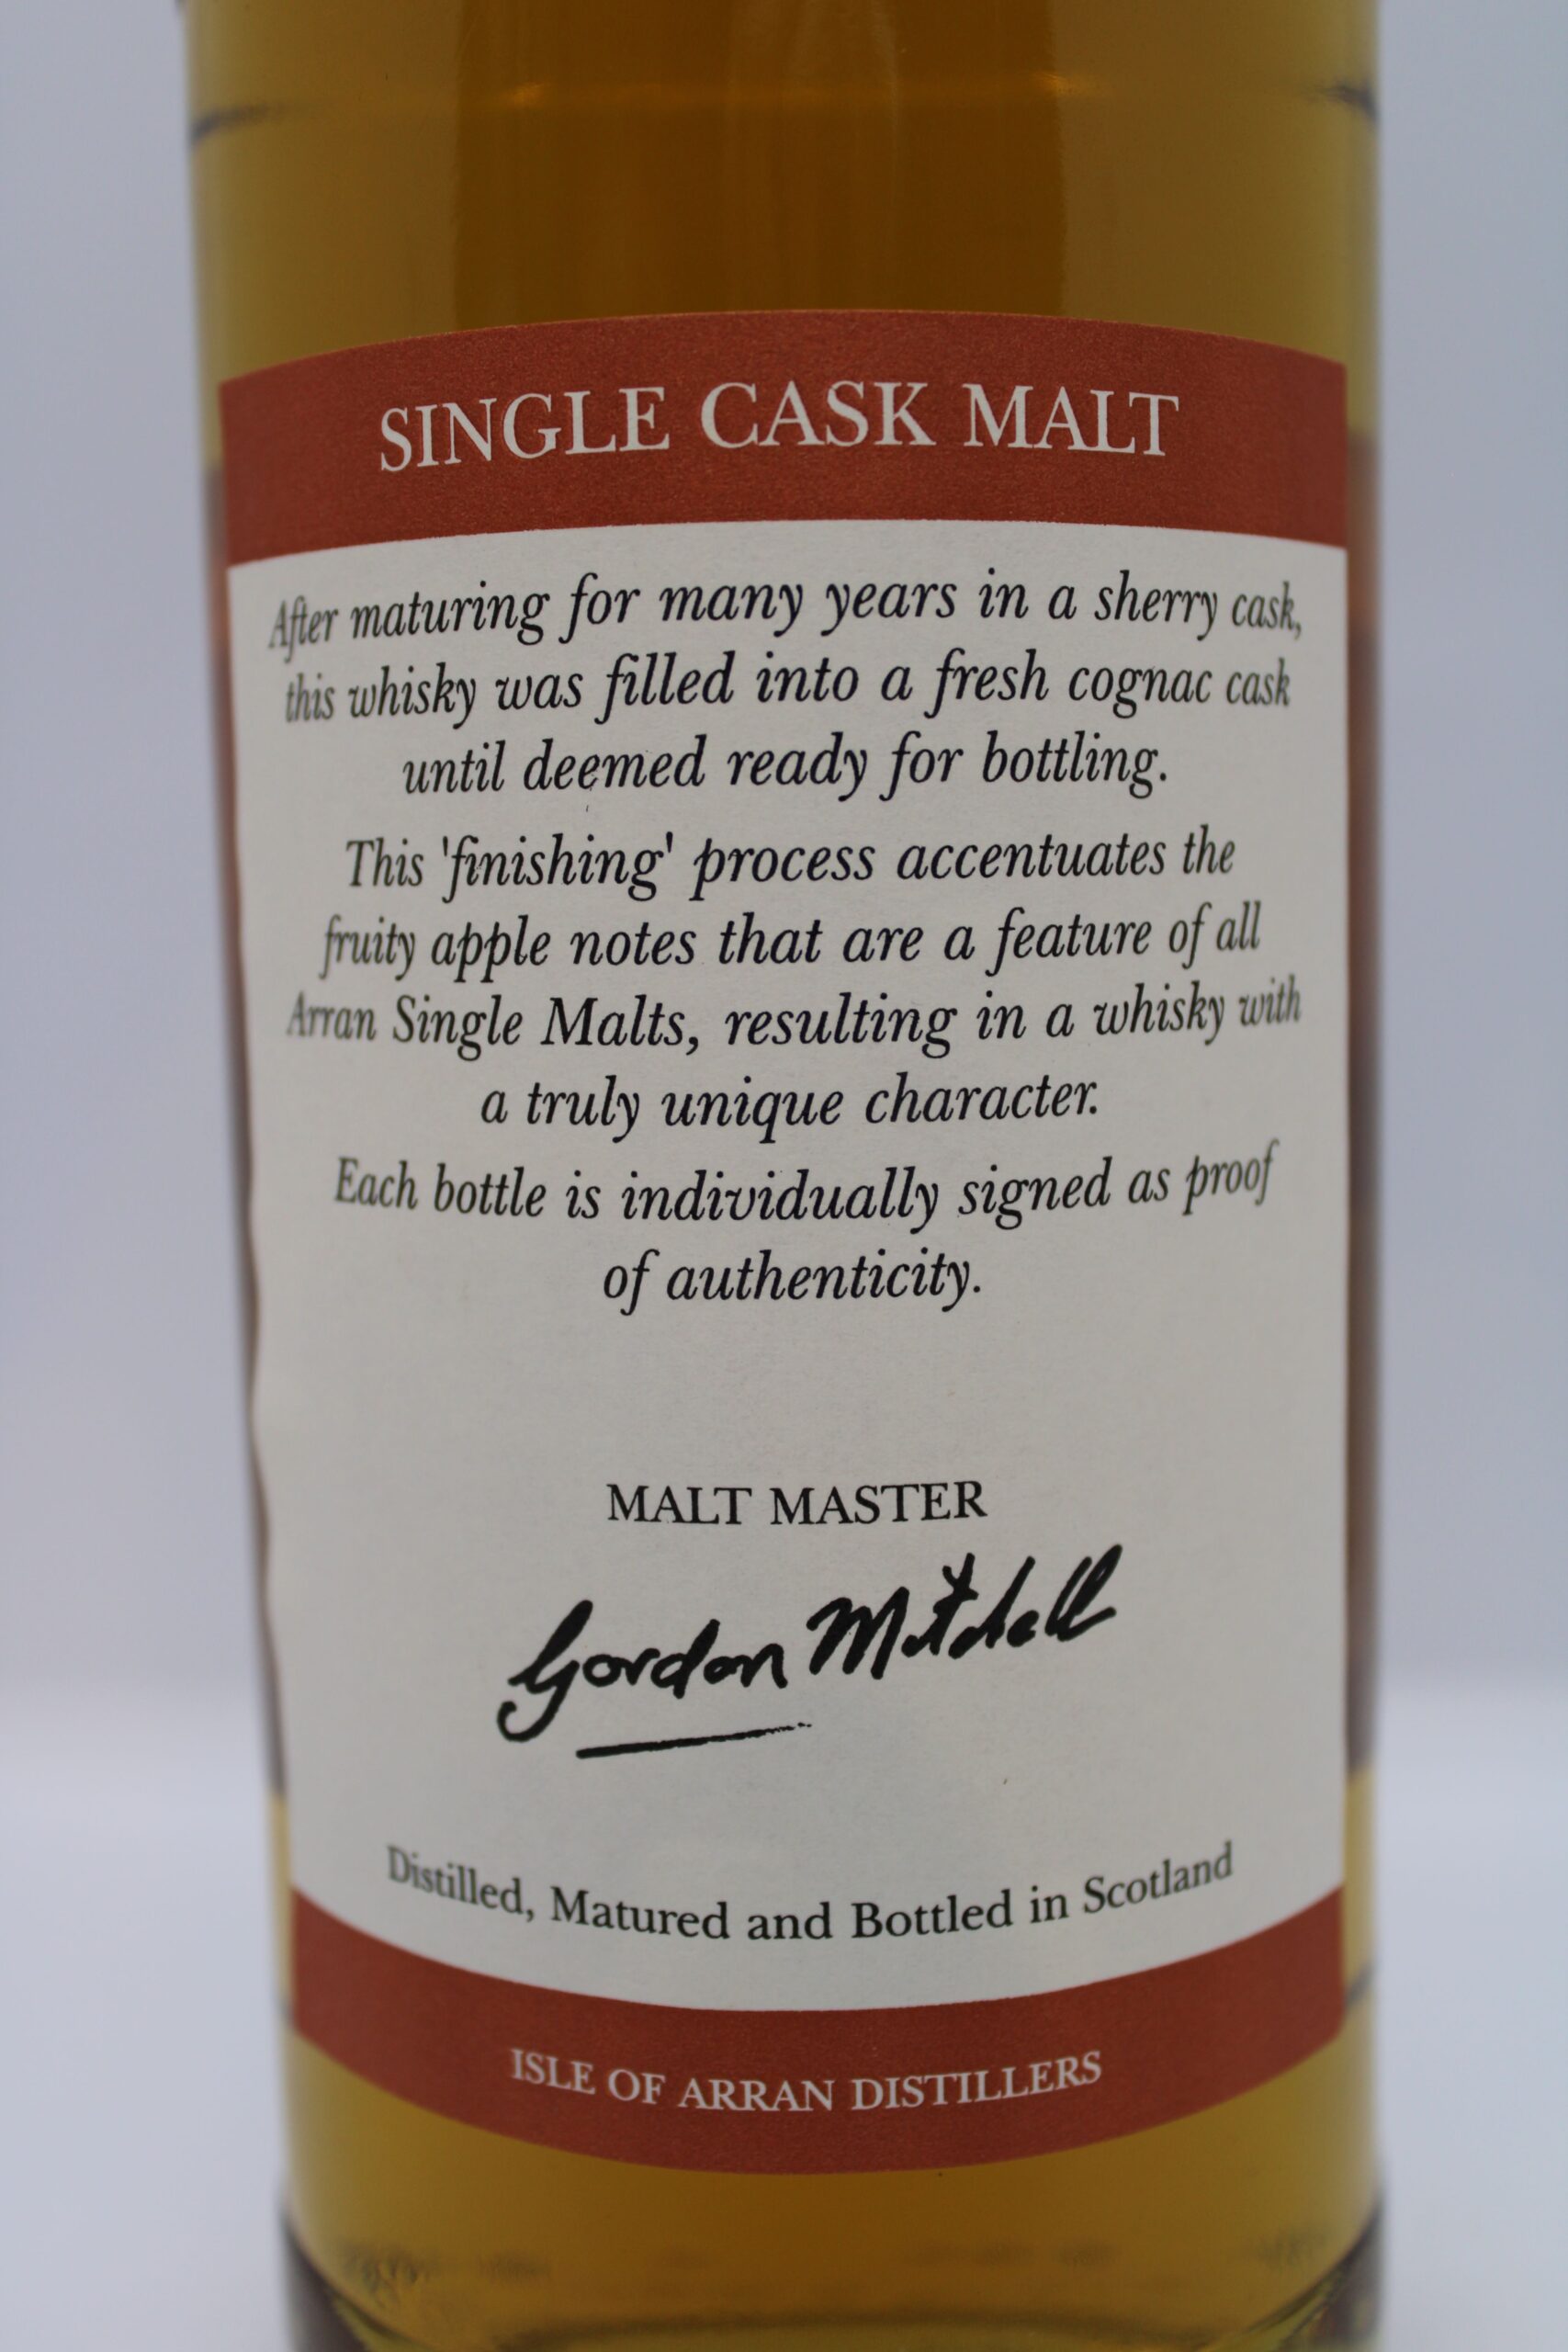 SINGLE CASK MALT
After maturing for many years in a sherry cask,
this whisky was filled into a fresh cognac cask
until deemed ready for bottling.
This 'finishing' process accentuates the
fruity apple notes that are a feature of all
Arran Single Malts, resulting in a whisky with
a truly unique character.
Each bottle is individually signed as proof
of authenticity.
MALT MASTER
Gordon Mitchell
Distilled, Matured and Bottled in Scotland
ISLE OF ARRAN DISTILLERS